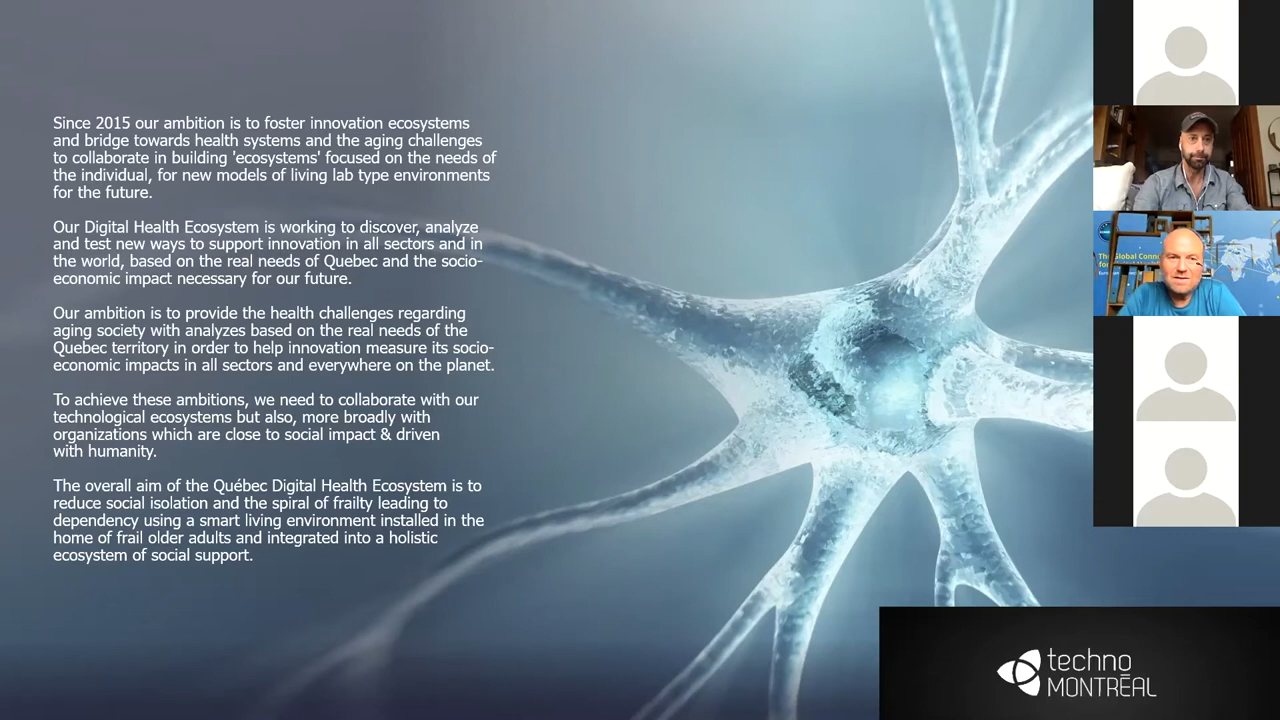 Since 2015 our ambition is to foster innovation ecosystems
and bridge towards health systems and the aging challenges
to collaborate in building 'ecosystems' focused on the needs of
the individual, for new models of living lab type environments
for the future.
Our Digital Health Ecosystem is working to discover, analyze
and test new ways to support innovation in all sectors and in
the world, based on the real needs of Quebec and the socio-
economic impact necessary for our future.
Our ambition is to provide the health challenges regarding
aging society with analyzes based on the real needs of the
Quebec territory in order to help innovation measure its socio-
economic impacts in all sectors and everywhere on the planet.
To achieve these ambitions, we need to collaborate with our
technological ecosystems but also, more broadly with
organizations which are close to social impact & driven
with humanity.
The overall aim of the Québec Digital Health Ecosystem is to
reduce social isolation and the spiral of frailty leading to
dependency using a smart living environment installed in the
home of frail older adults and integrated into a holistic
ecosystem of social support.
The Global
techno
MONTRÉAL